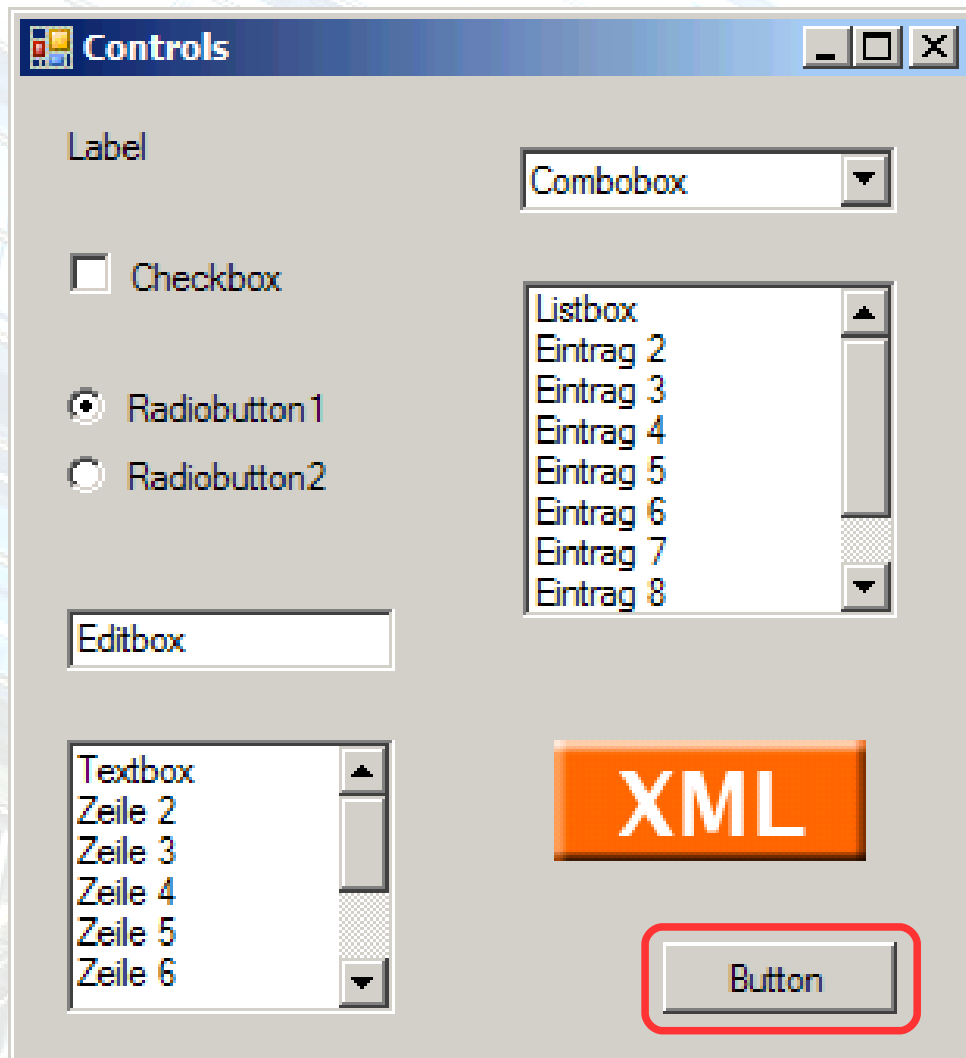 Controls
Label
Combobox
Checkbox
Listbox
Eintrag 2
Eintrag 3
Eintrag 4
Eintrag 5
Eintrag 6
Eintrag 7
Eintrag 8
Radiobutton1
Radiobutton2
Editbox
Textbox
Zeile 2
Zeile 3
Zeile 4
Zeile 5
Zeile 6
XML
Button